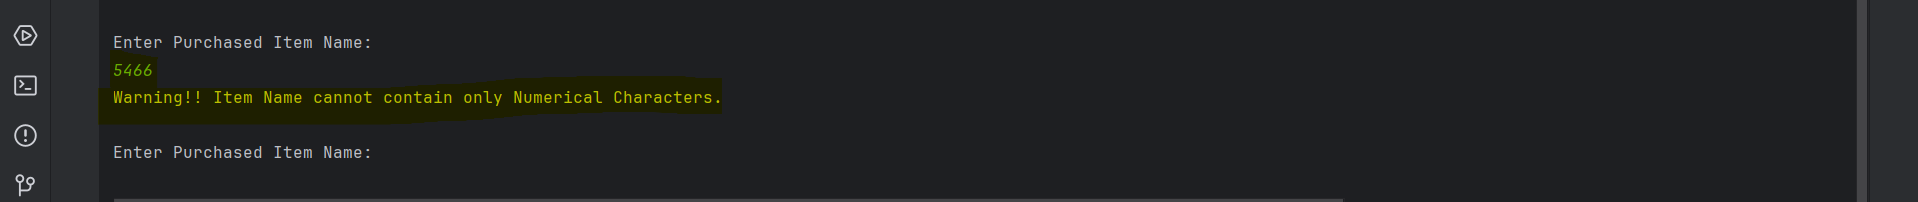 Enter Purchased Item Name:
5466
Warning!! Item Name cannot contain only Numerical Characters.
Enter Purchased Item Name: